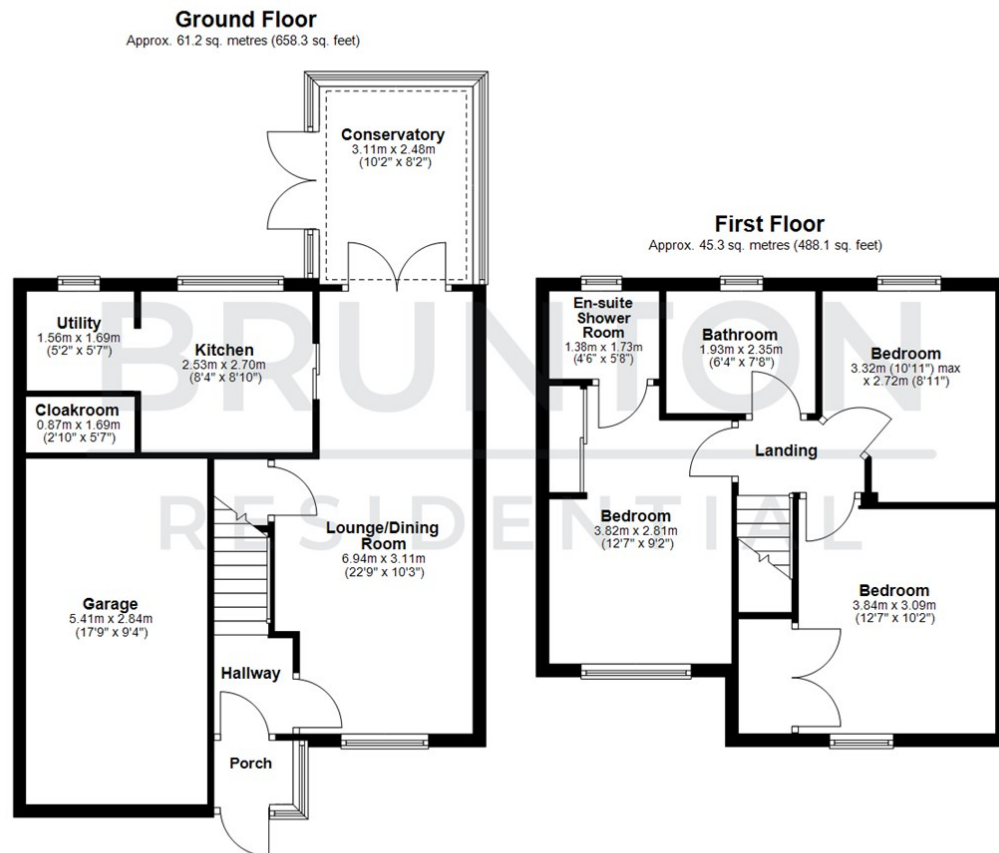 Ground Floor
Approx. 61.2 sq. metres (658.3 sq. feet)
Conservatory
3.11m x 2.48m
(10'2" x 8'2")
Utility
1.56m x 1.69m
(5'2" x 5'7")
Kitchen
2.53m x 2.70m
(8'4" x 8'10")
Cloakroom
0.87m x 1.69m
(2'10" x 5'7")
Lounge/Dining
Room
6.94m x 3.11m
(22'9" x 10'3")
Garage
5.41m x 2.84m
(17'9" x 9'4")
Hallway
Porch
First Floor
Approx. 45.3 sq. metres (488.1 sq. feet)
En-suite
Shower
Room
1.38m x 1.73m
(4'6" x 5'8")
Bathroom
1.93m x 2.35m
(6'4" x 7'8")
Bedroom
3.32m (10'11") max
x 2.72m (8'11")
Landing
Bedroom
3.82m x 2.81m
(12'7" x 9'2")
Bedroom
3.84m x 3.09m
(12'7" x 10'2")
BRUNTON
RESIDENTIAL